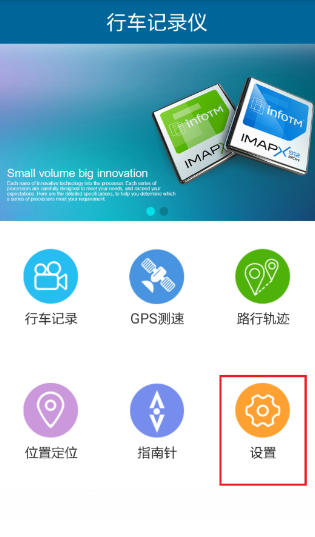 行车记录仪
infoTM
infoTM
IMAPX
IMAPX
Small volume big innovation
Each nano of innovative technology into the processor. Each series of
processors are carefully designed to meet your needs, and exceed your
expectations. Here are the detailed specifications, to help you determine which
a series of processors meet your requirement.
行车记录
GPS测速
路行轨迹
位置定位
指南针
设置